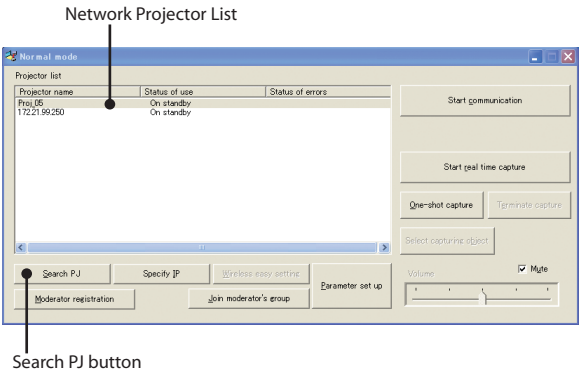 Network Projector List
Normal mode
Projector list
Projector name Status of use Status of errors
Proj_05 On standby
172.21.99.250 On standby
Start communication
Start real time capture
One-shot capture Terminate capture
Select capturing object
Search PJ Specify IP Wireless easy setting Parameter set up
Volume Mute
Moderator registration Join moderator's group
Search PJ button